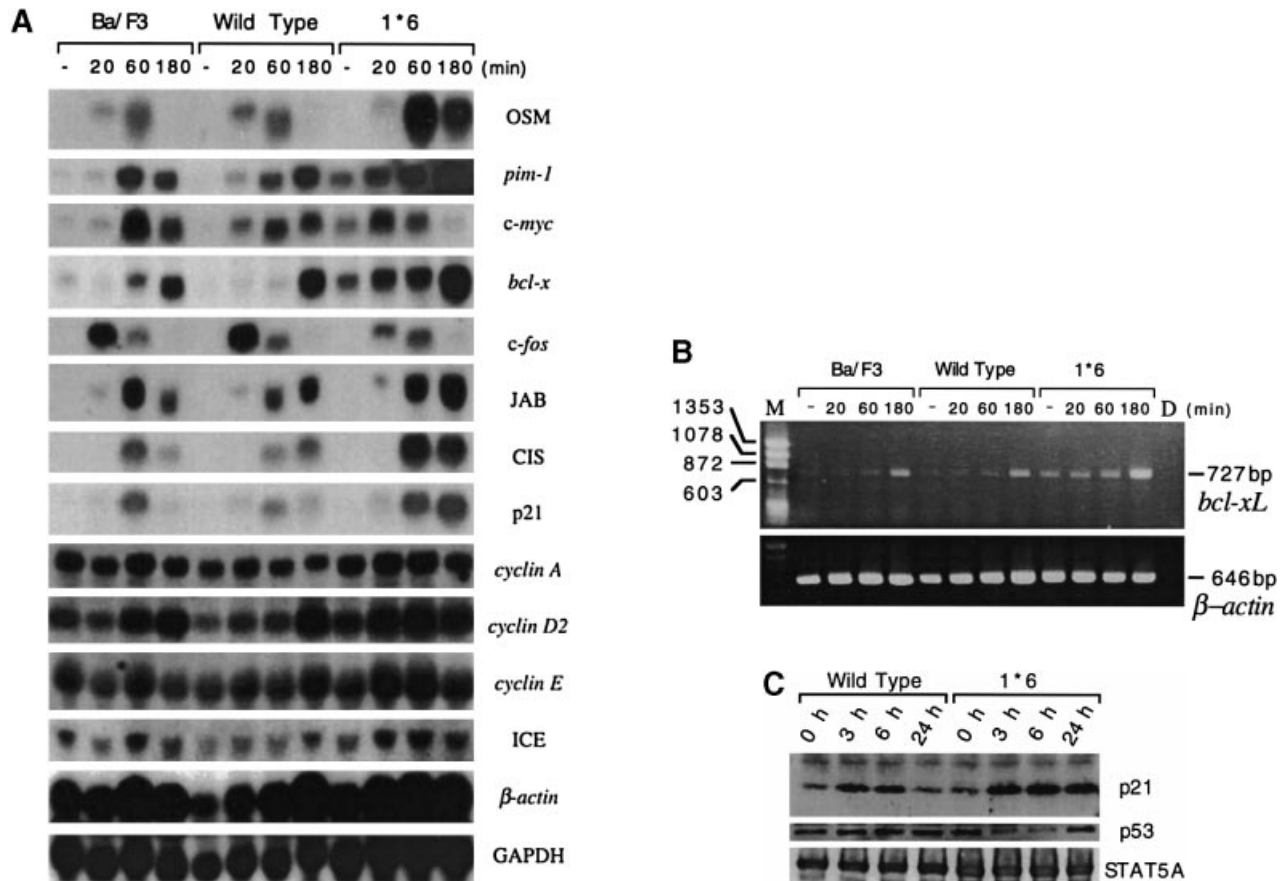 A
Ba/F3 Wild Type 1*6
- 20 60 180 - 20 60 180 - 20 60 180 (min)
OSM
pim-1
c-myc
bcl-x
c-fos
JAB
CIS
p21
cyclin A
cyclin D2
cyclin E
ICE
β-actin
GAPDH
B
Ba/F3 Wild Type 1*6
M - 20 60 180 - 20 60 180 - 20 60 180 D (min)
1353
1078
872
603
727bp
bcl-xL
646bp
β-actin
C
Wild Type 1*6
0 h 3 h 6 h 24 h 0 h 3 h 6 h 24 h
p21
p53
STAT5A